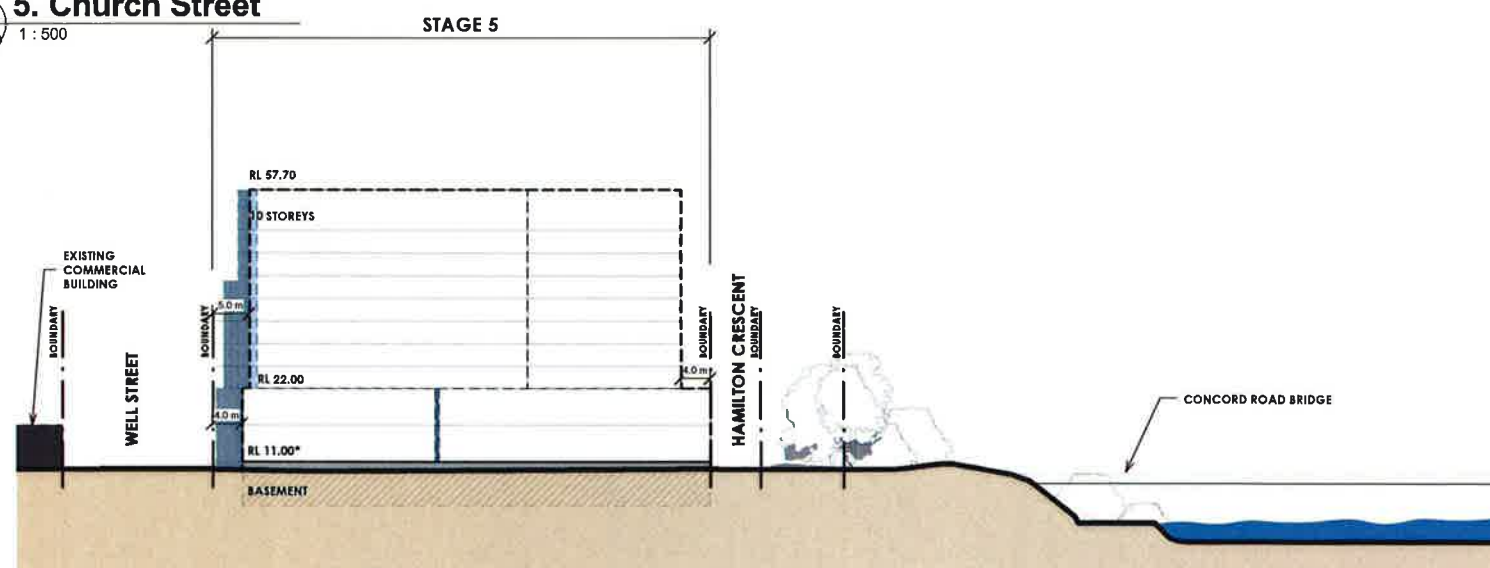 5. Church Street
1 : 500
STAGE 5
RL 57.70
10 STOREYS
EXISTING
COMMERCIAL
BUILDING
5.0 m
BOUNDARY
BOUNDARY
BOUNDARY
BOUNDARY
BOUNDARY
WELL STREET
HAMILTON CRESCENT
RL 22.00
4.0 m
4.0 m
CONCORD ROAD BRIDGE
RL 11.00*
BASEMENT